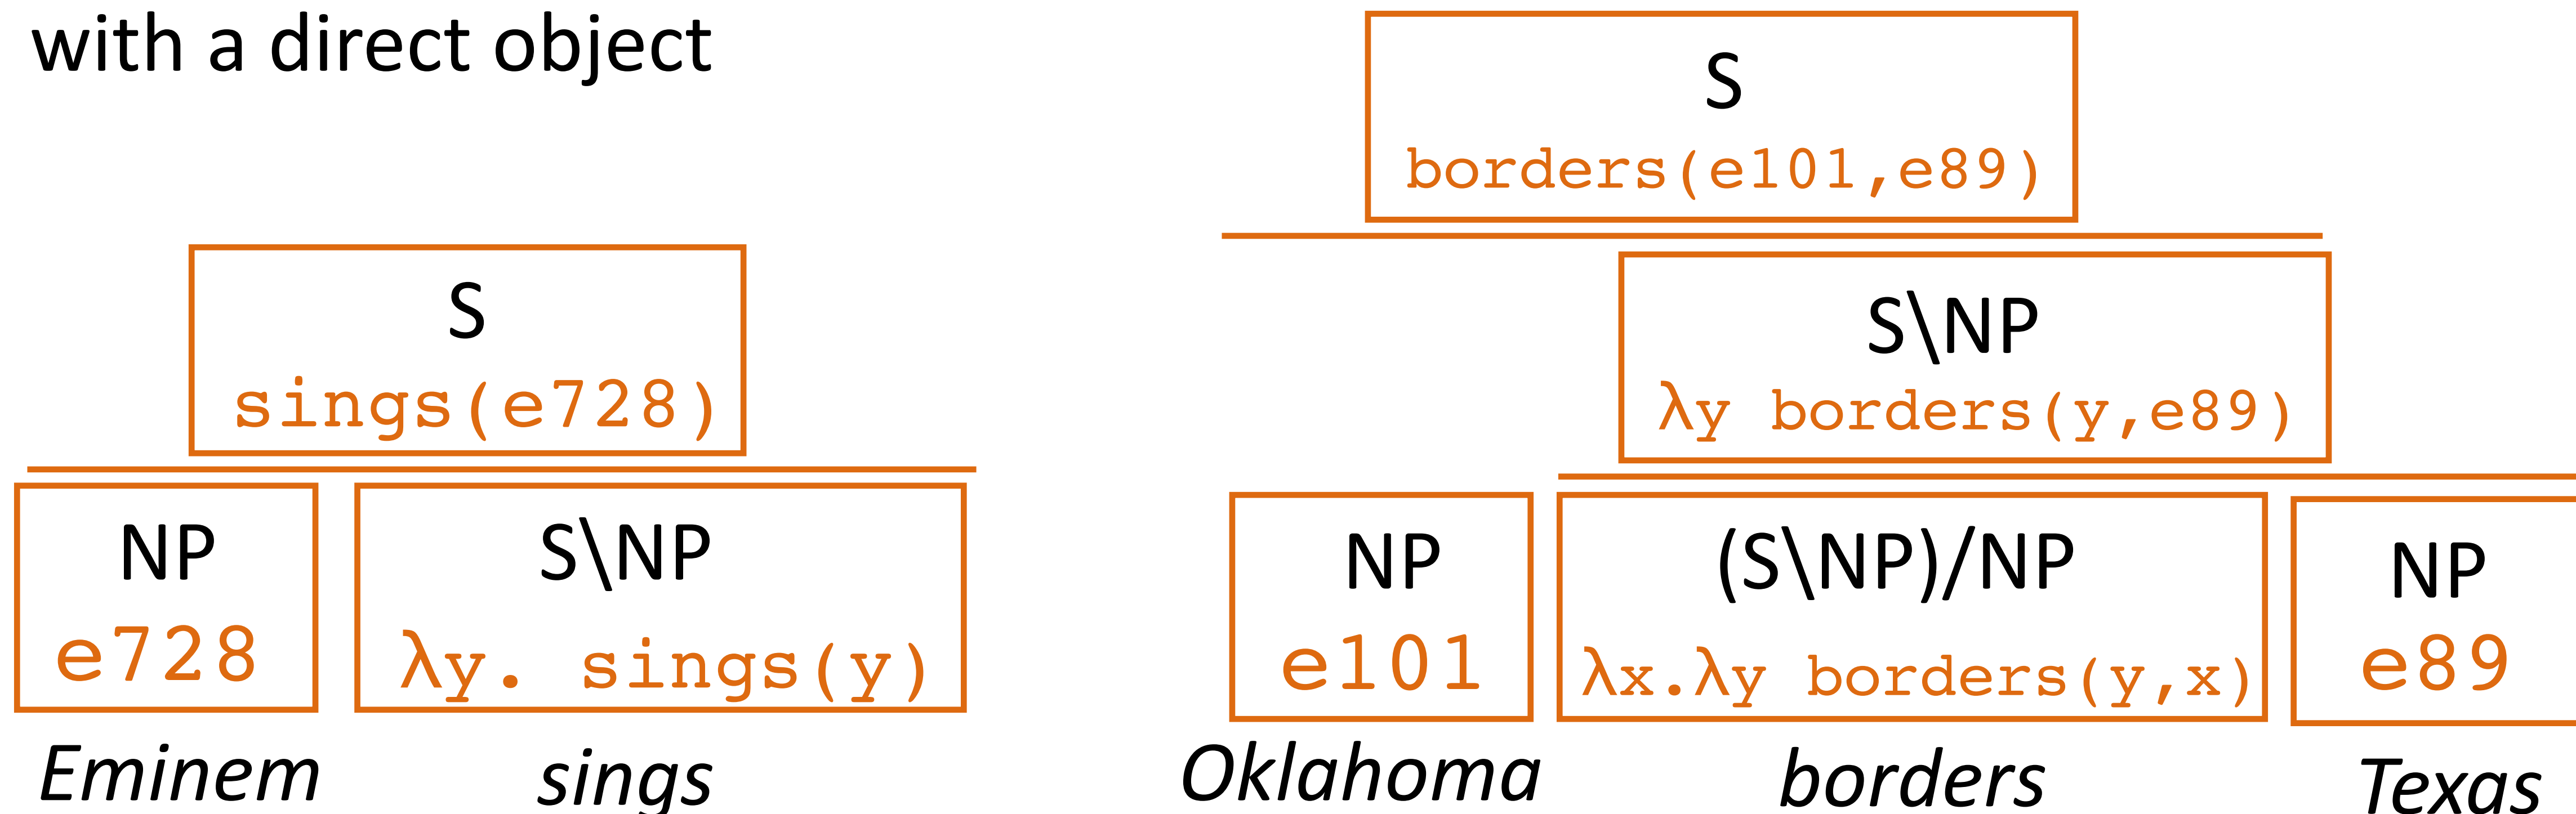 with a direct object
S
sings(e728)
NP
e728
S\NP
λy. sings(y)
Eminem
sings
S
borders(e101,e89)
S\NP
λy borders(y,e89)
NP
e101
(S\NP)/NP
λx.λy borders(y,x)
NP
e89
Oklahoma
borders
Texas